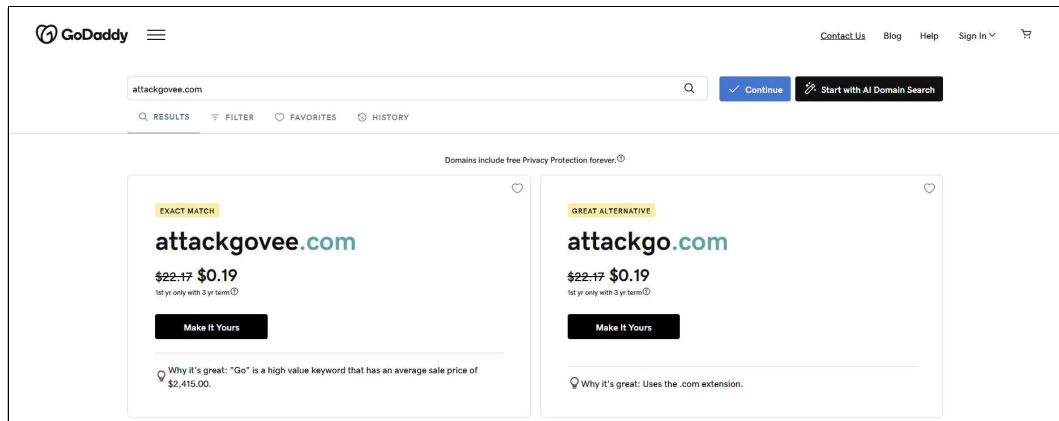 GoDaddy
Contact Us Blog Help Sign In
attackgovee.com
Continue
Start with AI Domain Search
RESULTS FILTER FAVORITES HISTORY
Domains include free Privacy Protection forever.
EXACT MATCH
attackgovee.com
$22.17 $0.19
1st yr only with 3 yr term
Make It Yours
Why it's great: "Go" is a high value keyword that has an average sale price of
$2,415.00.
GREAT ALTERNATIVE
attackgo.com
$22.17 $0.19
1st yr only with 3 yr term
Make It Yours
Why it's great: Uses the .com extension.